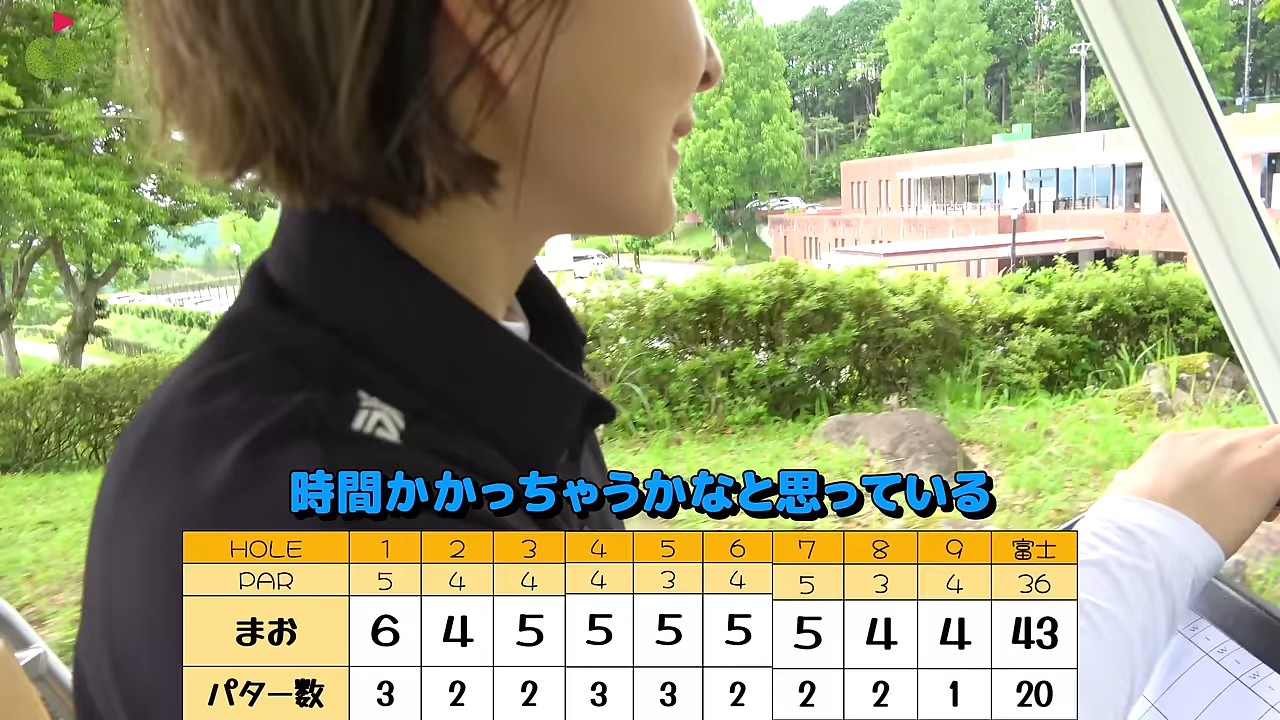 時間かかっちゃうかなと思っている
HOLE 1 2 3 4 5 6 7 8 9 富士
PAR 5 4 4 4 3 4 5 3 4 36
まお 6 4 5 5 5 5 5 4 4 43
パター数 3 2 2 3 3 2 2 2 1 20